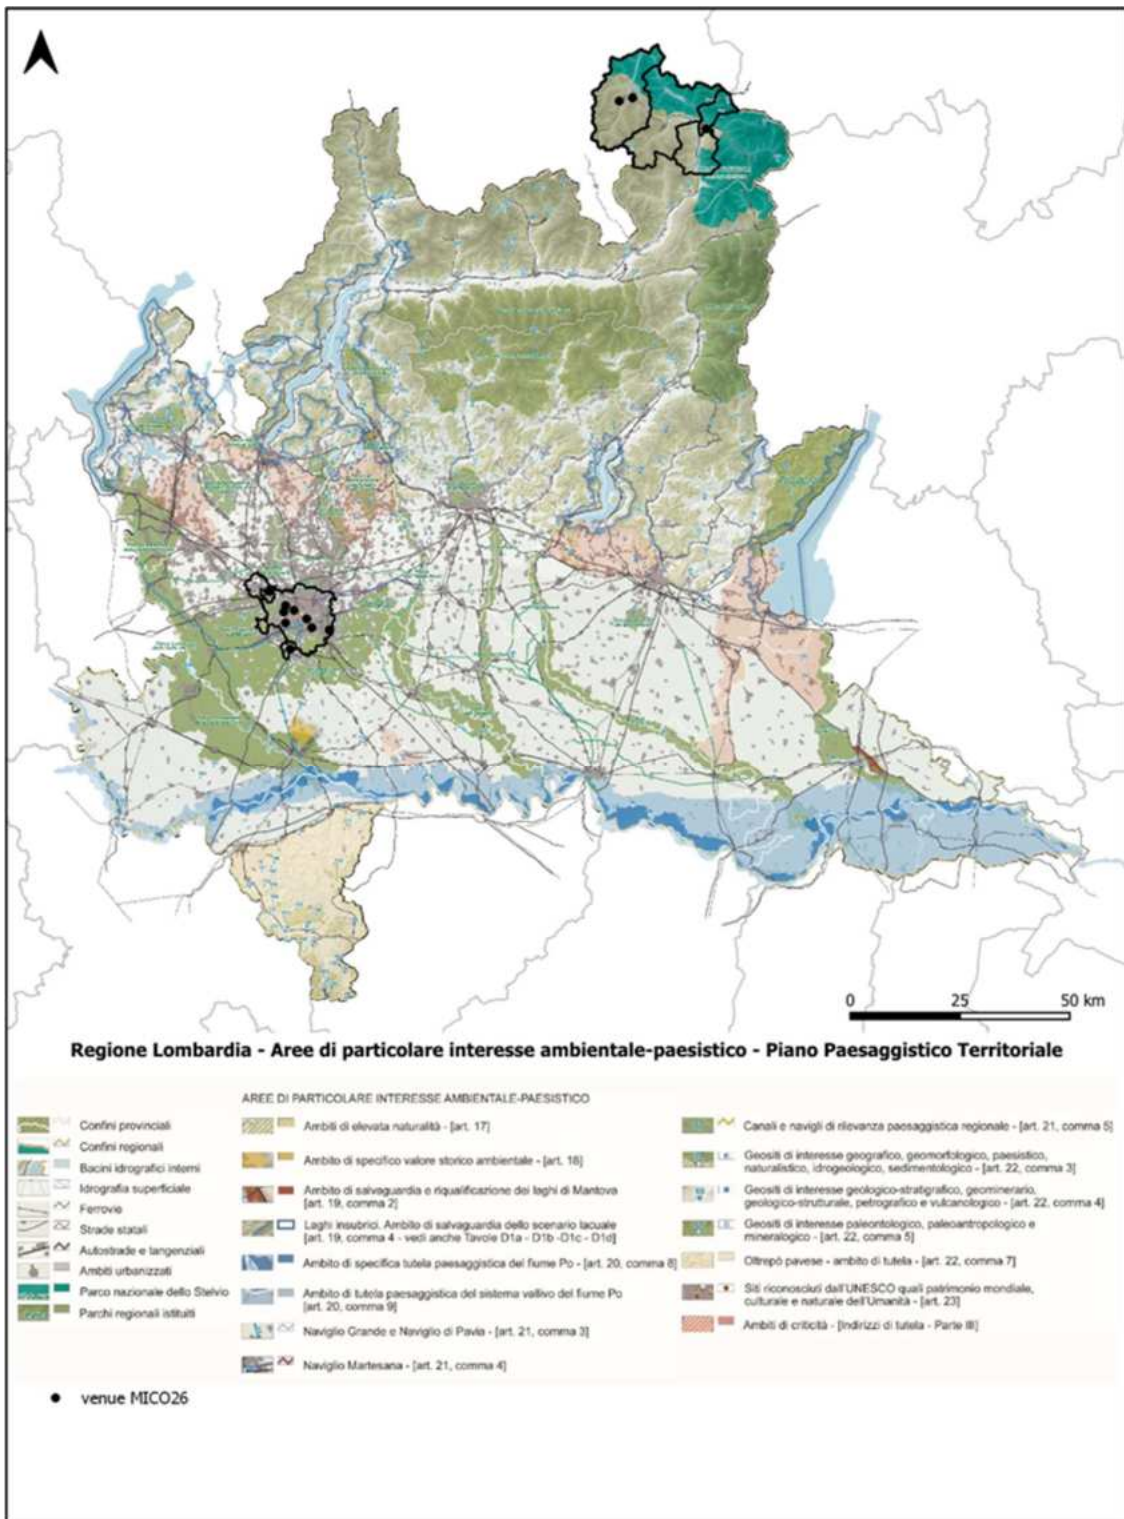 0 25 50 km
Regione Lombardia - Aree di particolare interesse ambientale-paesistico - Piano Paesaggistico Territoriale
Confini provinciali
Confini regionali
Bacini idrografici interni
Idrografia superficiale
Ferrovie
Strade statali
Autostrade e tangenziali
Ambiti urbanizzati
Parco nazionale dello Stelvio
Parchi regionali istituiti
AREE DI PARTICOLARE INTERESSE AMBIENTALE-PAESISTICO
Ambiti di elevata naturalità - [art. 17]
Ambito di specifico valore storico ambientale - [art. 18]
Ambito di salvaguardia e riqualificazione dei laghi di Mantova
[art. 19, comma 2]
Laghi insubrici. Ambito di salvaguardia dello scenario lacuale
[art. 19, comma 4 - vedi anche Tavole D1a - D1b -D1c - D1d]
Ambito di specifica tutela paesaggistica del fiume Po - [art. 20, comma 8]
Ambito di tutela paesaggistica del sistema vallivo del fiume Po
[art. 20, comma 9]
Naviglio Grande e Naviglio di Pavia - [art. 21, comma 3]
Naviglio Martesana - [art. 21, comma 4]
Canali e navigli di rilevanza paesaggistica regionale - [art. 21, comma 5]
Geositi di interesse geografico, geomorfologico, paesistico,
naturalistico, idrogeologico, sedimentologico - [art. 22, comma 3]
Geositi di interesse geologico-stratigrafico, geominerario,
geologico-strutturale, petrografico e vulcanologico - [art. 22, comma 4]
Geositi di interesse paleontologico, paleoantropologico e
mineralogico - [art. 22, comma 5]
Oltrepò pavese - ambito di tutela - [art. 22, comma 7]
Siti riconosciuti dall'UNESCO quali patrimonio mondiale,
culturale e naturale dell'Umanità - [art. 23]
Ambiti di criticità - [Indirizzi di tutela - Parte III]
venue MICO26